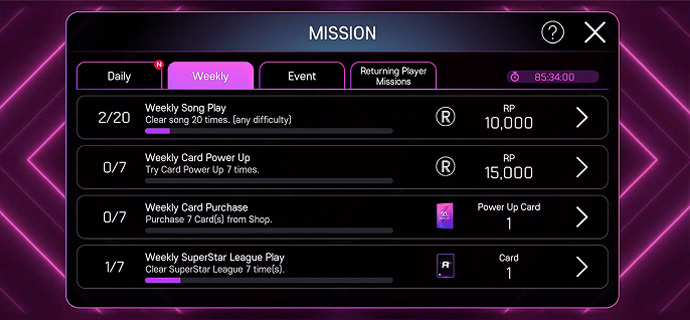 MISSION
?
Daily
N
Weekly
Event
Returning Player
Missions
85:34:00
2/20
Weekly Song Play
Clear song 20 times. (any difficulty)
R
RP
10,000
0/7
Weekly Card Power Up
Try Card Power Up 7 times.
R
RP
15,000
0/7
Weekly Card Purchase
Purchase 7 Card(s) from Shop.
Power Up Card
1
1/7
Weekly SuperStar League Play
Clear SuperStar League 7 time(s).
R
Card
1